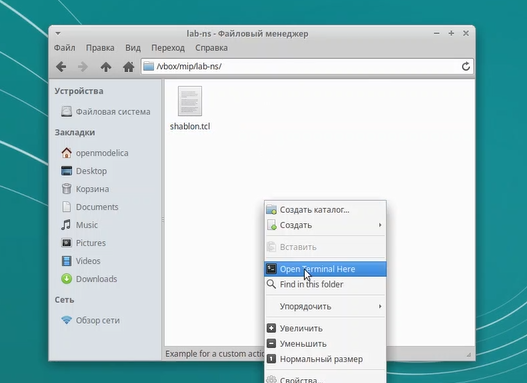 lab-ns - Файловый менеджер
Файл Правка Вид Переход Справка
/vbox/mip/lab-ns/
Устройства
Файловая система
Закладки
openmodelica
Desktop
Корзина
Documents
Music
Pictures
Videos
Downloads
Сеть
Обзор сети
shablon.tcl
Создать каталог...
Создать
Вставить
Open Terminal Here
Find in this folder
Упорядочить
Увеличить
Уменьшить
Нормальный размер
Свойства...
Example for a custom actio